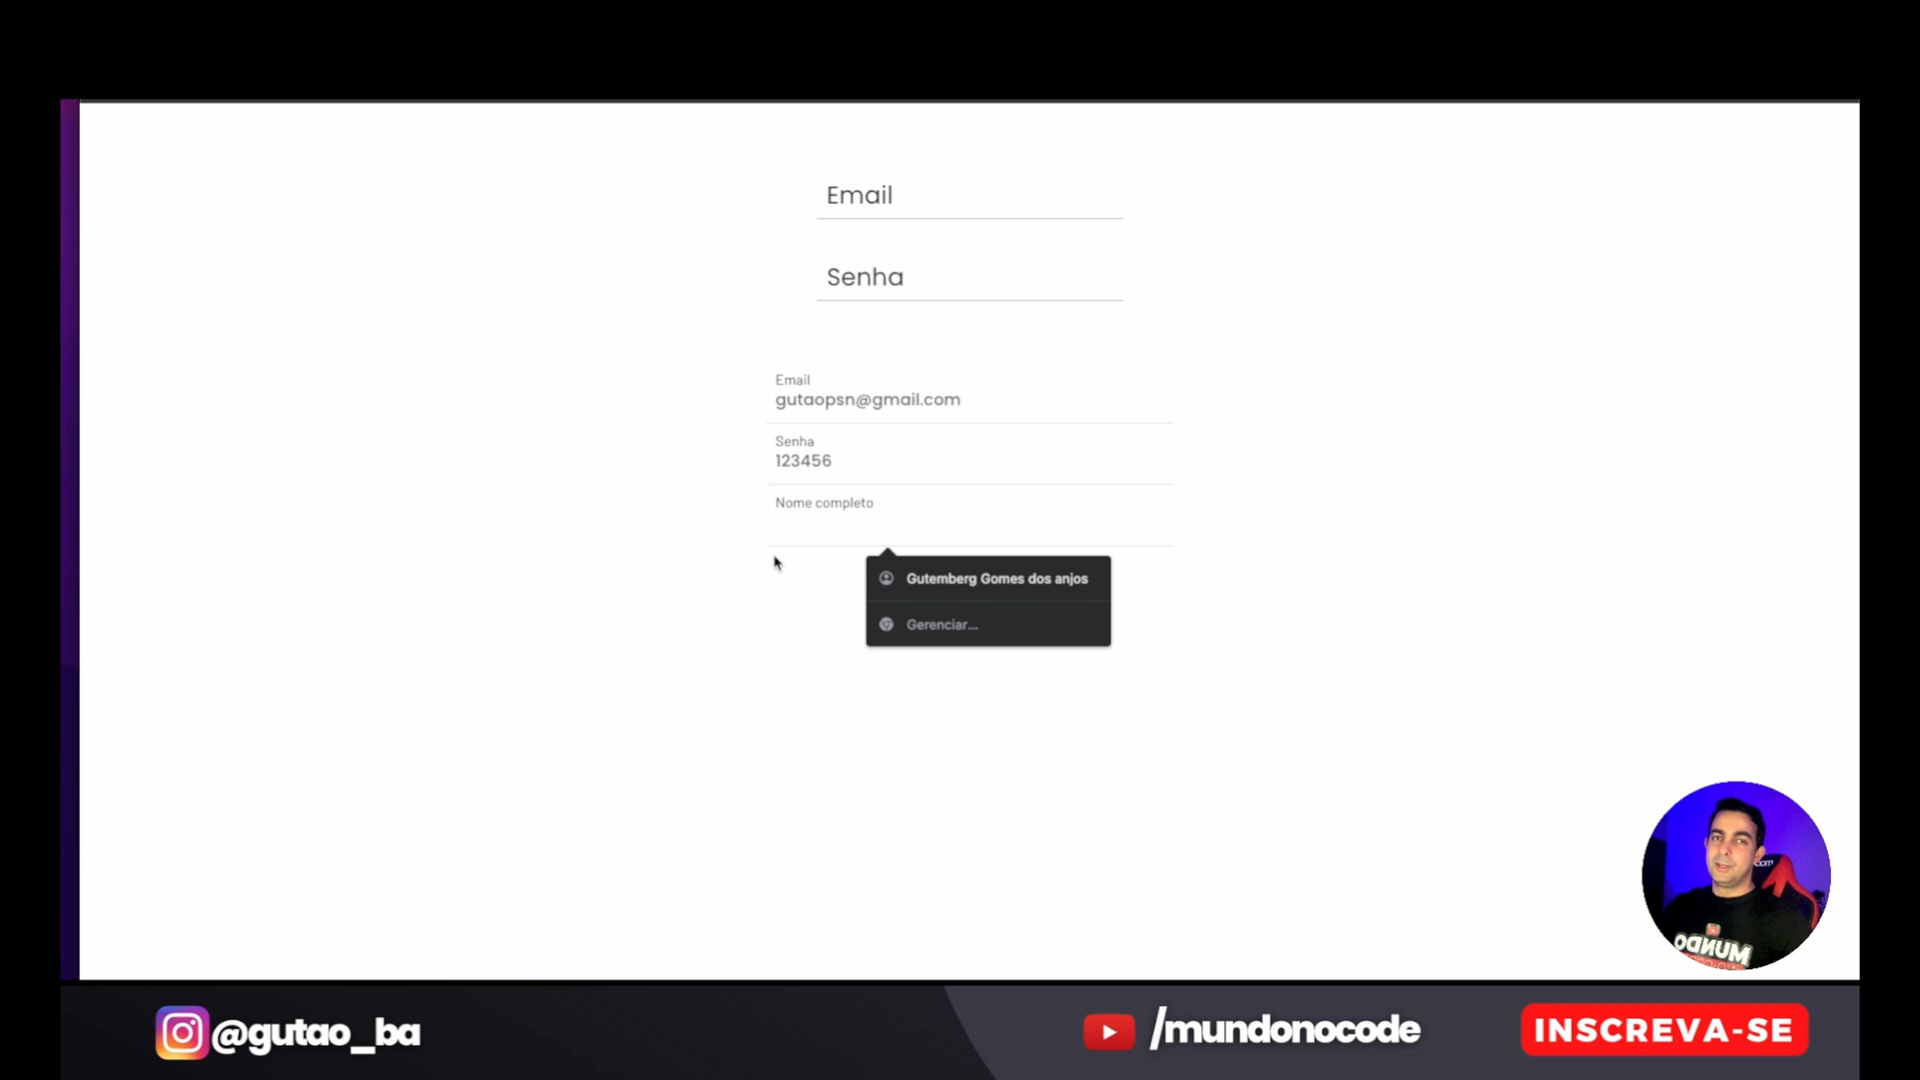 Email
Senha
Email
gutaopsn@gmail.com
Senha
123456
Nome completo
Gutemberg Gomes dos anjos
Gerenciar...
MUNDO
@gutao_ba
/mundonocode
INSCREVA-SE